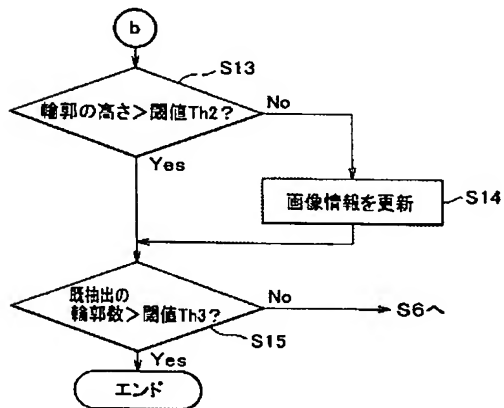 b
S13
輪郭の高さ>閾値Th2?
No
Yes
画像情報を更新
S14
既抽出の
輪郭数>閾値Th3?
No
S6へ
S15
Yes
エンド